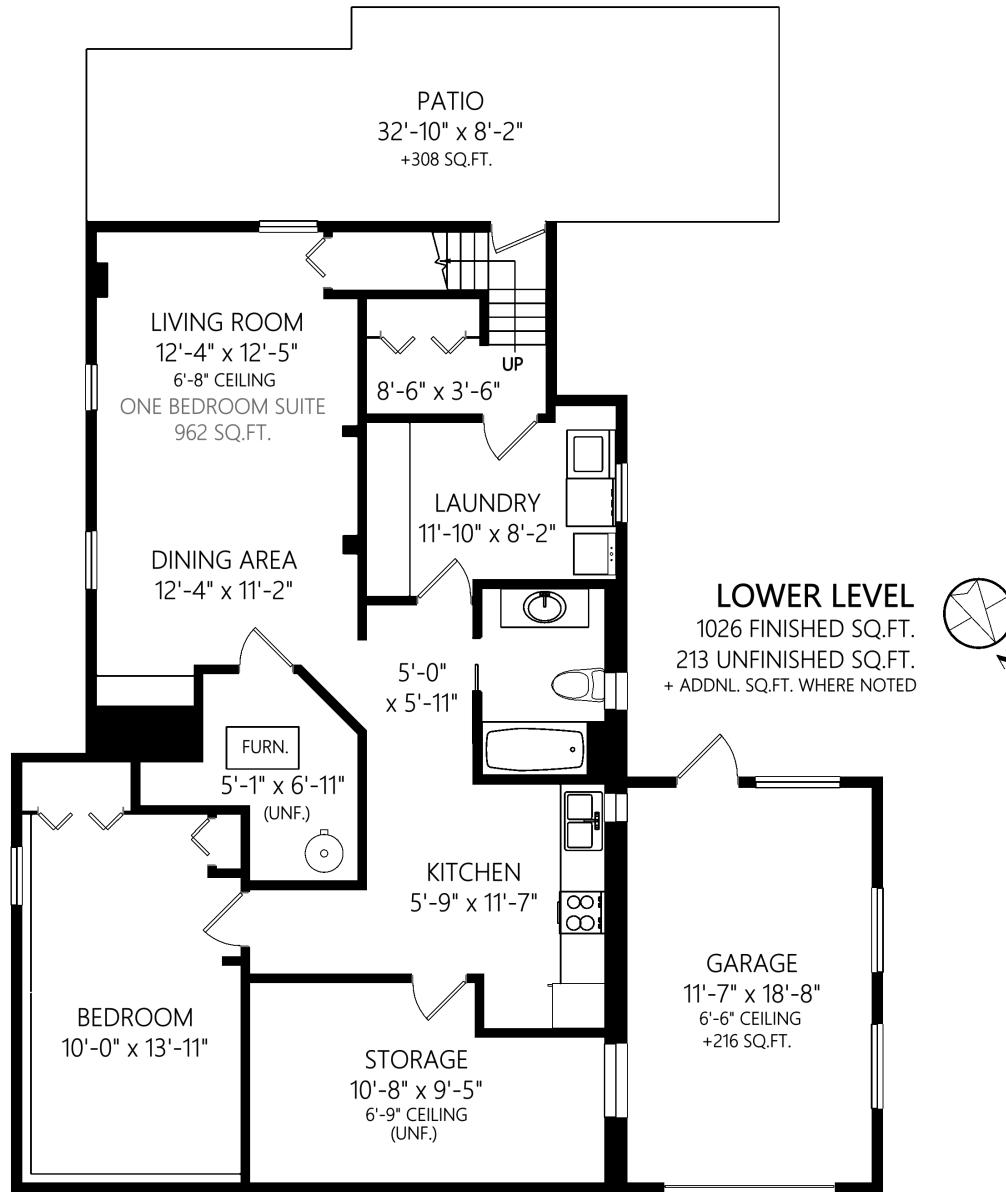 PATIO
32'-10" x 8'-2"
+308 SQ.FT.
LIVING ROOM
12'-4" x 12'-5"
6'-8" CEILING
ONE BEDROOM SUITE
962 SQ.FT.
UP
8'-6" x 3'-6"
LAUNDRY
11'-10" x 8'-2"
DINING AREA
12'-4" x 11'-2"
LOWER LEVEL
1026 FINISHED SQ.FT.
213 UNFINISHED SQ.FT.
+ ADDNL. SQ.FT. WHERE NOTED
5'-0"
x 5'-11"
FURN.
5'-1" x 6'-11"
(UNF.)
KITCHEN
5'-9" x 11'-7"
GARAGE
11'-7" x 18'-8"
6'-6" CEILING
+216 SQ.FT.
BEDROOM
10'-0" x 13'-11"
STORAGE
10'-8" x 9'-5"
6'-9" CEILING
(UNF.)